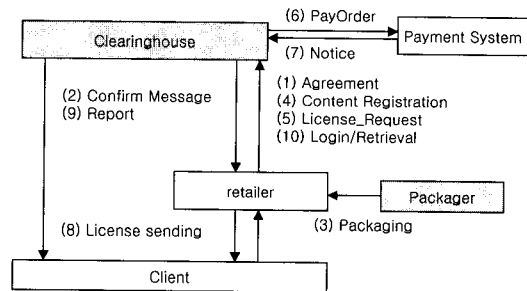 (6) PayOrder
Clearinghouse
Payment System
(7) Notice
(1) Agreement
(2) Confirm Message
(4) Content Registration
(9) Report
(5) License_Request
(10) Login/Retrieval
retailer
Packager
(8) License sending
(3) Packaging
Client